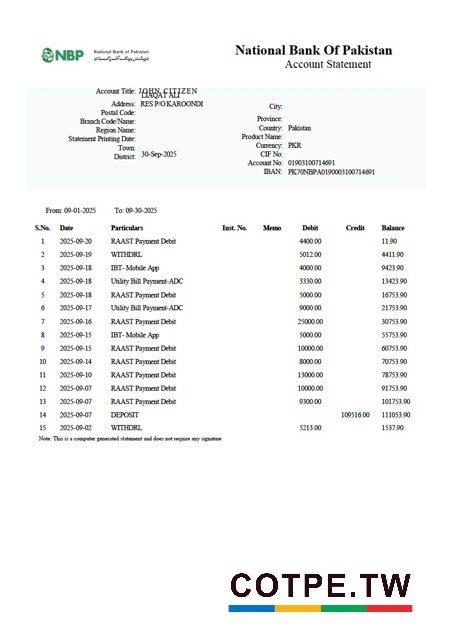 NBP
National Bank of Pakistan
نیشنل بینک آف پاکستان
National Bank Of Pakistan
Account Statement
Account Title: JOHN CITIZEN
LIAQAT ALI
Address: RES P/O KAROONDI
Postal Code:
Branch Code/Name:
Region Name:
Statement Printing Date:
Town:
District: 30-Sep-2025
City:
Province:
Country: Pakistan
Product Name:
Currency: PKR
CIF No:
Account No: 01903100714691
IBAN: PK70NBPA0190003100714691
From: 09-01-2025 To: 09-30-2025
S.No. Date Particulars Inst. No. Memo Debit Credit Balance
1 2025-09-20 RAAST Payment Debit 4400.00 11.90
2 2025-09-19 WITHDRL 5012.00 4411.90
3 2025-09-18 IBT- Mobile App 4000.00 9423.90
4 2025-09-18 Utility Bill Payment-ADC 3330.00 13423.90
5 2025-09-18 RAAST Payment Debit 5000.00 16753.90
6 2025-09-17 Utility Bill Payment-ADC 9000.00 21753.90
7 2025-09-16 RAAST Payment Debit 25000.00 30753.90
8 2025-09-15 IBT- Mobile App 5000.00 55753.90
9 2025-09-15 RAAST Payment Debit 10000.00 60753.90
10 2025-09-14 RAAST Payment Debit 8000.00 70753.90
11 2025-09-10 RAAST Payment Debit 13000.00 78753.90
12 2025-09-07 RAAST Payment Debit 10000.00 91753.90
13 2025-09-07 RAAST Payment Debit 9300.00 101753.90
14 2025-09-07 DEPOSIT 109516.00 111053.90
15 2025-09-02 WITHDRL 5213.00 1537.90
Note: This is a computer generated statement and does not require any signature
COTPE.TW